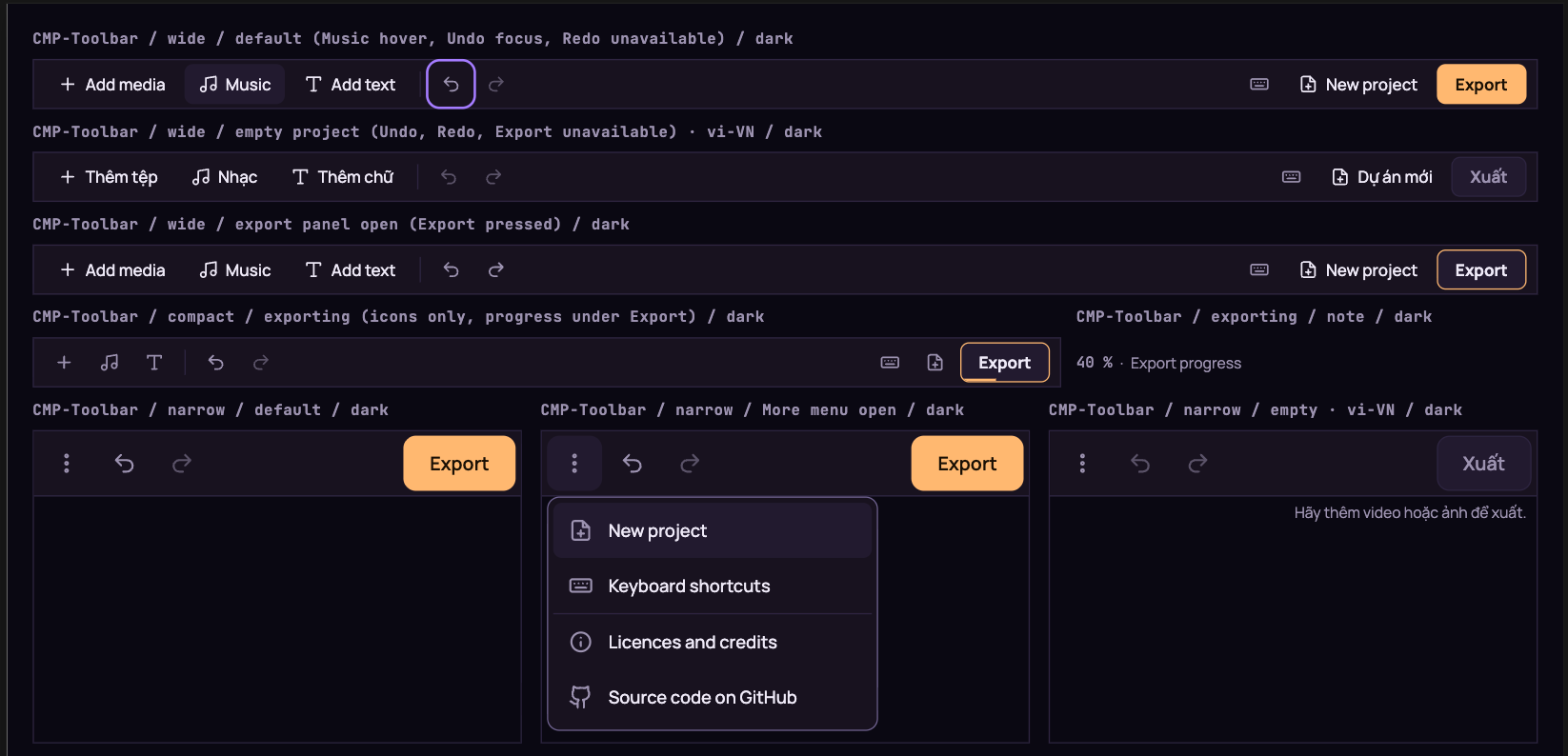 CMP-Toolbar / wide / default (Music hover, Undo focus, Redo unavailable) / dark
Add media Music Add text New project Export
CMP-Toolbar / wide / empty project (Undo, Redo, Export unavailable) · vi-VN / dark
Thêm tệp Nhạc Thêm chữ Dự án mới Xuất
CMP-Toolbar / wide / export panel open (Export pressed) / dark
Add media Music Add text New project Export
CMP-Toolbar / compact / exporting (icons only, progress under Export) / dark
Export
CMP-Toolbar / exporting / note / dark
40 % · Export progress
CMP-Toolbar / narrow / default / dark
Export
CMP-Toolbar / narrow / More menu open / dark
Export
New project
Keyboard shortcuts
Licences and credits
Source code on GitHub
CMP-Toolbar / narrow / empty · vi-VN / dark
Xuất
Hãy thêm video hoặc ảnh để xuất.